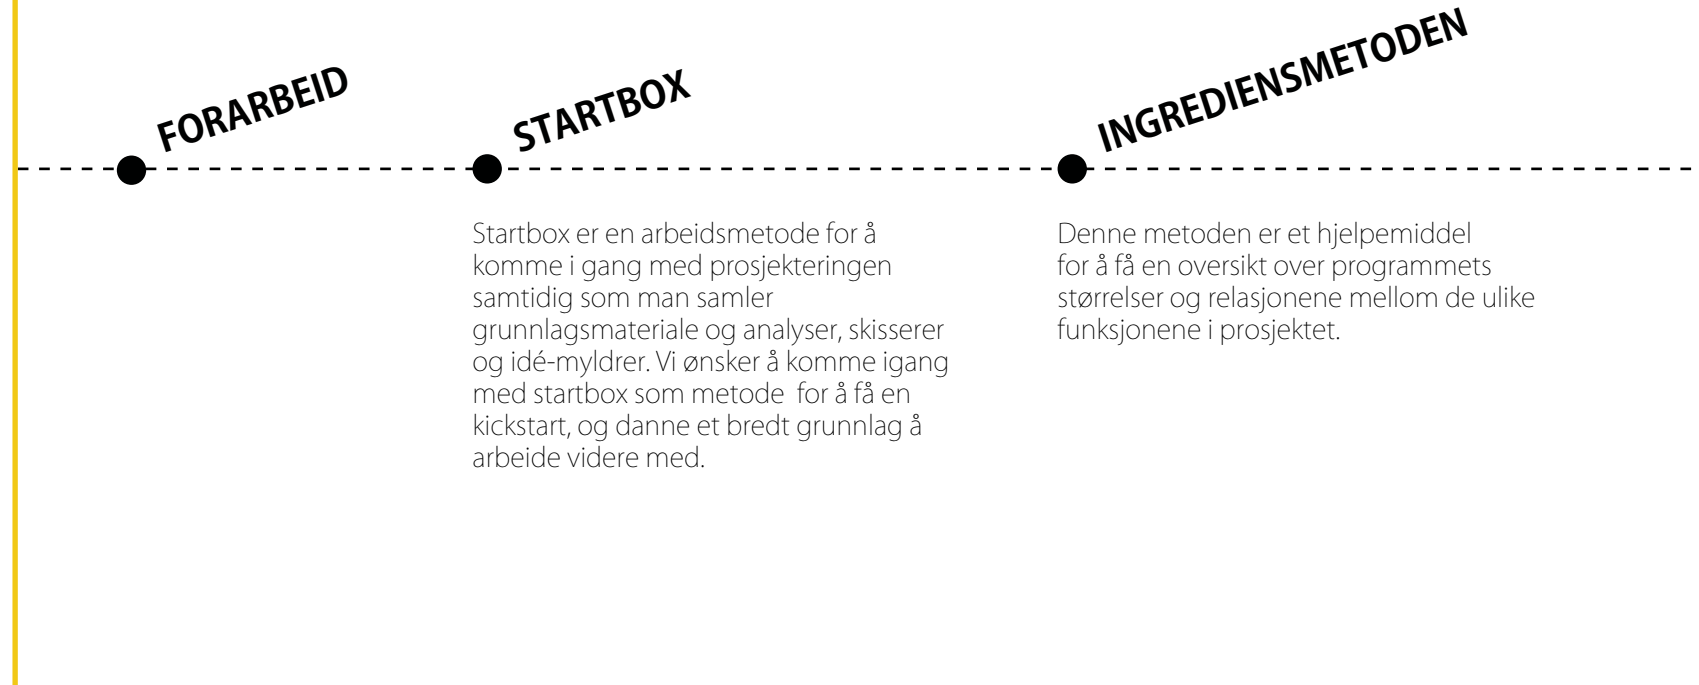 FORARBEID
STARTBOX
INGREDIENSMETODEN
Startbox er en arbeidsmetode for å
komme i gang med prosjekteringen
samtidig som man samler
grunnlagsmateriale og analyser, skisserer
og idé-myldrer. Vi ønsker å komme igang
med startbox som metode  for å få en
kickstart, og danne et bredt grunnlag å
arbeide videre med.
Denne metoden er et hjelpemiddel
for å få en oversikt over programmets
størrelser og relasjonene mellom de ulike
funksjonene i prosjektet.